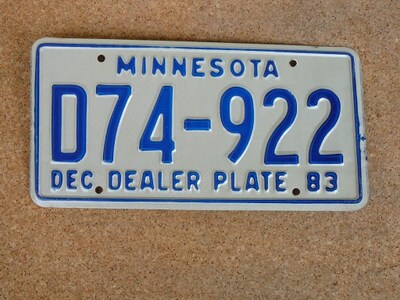 MINNESOTA
D74-922
DEC DEALER PLATE 83